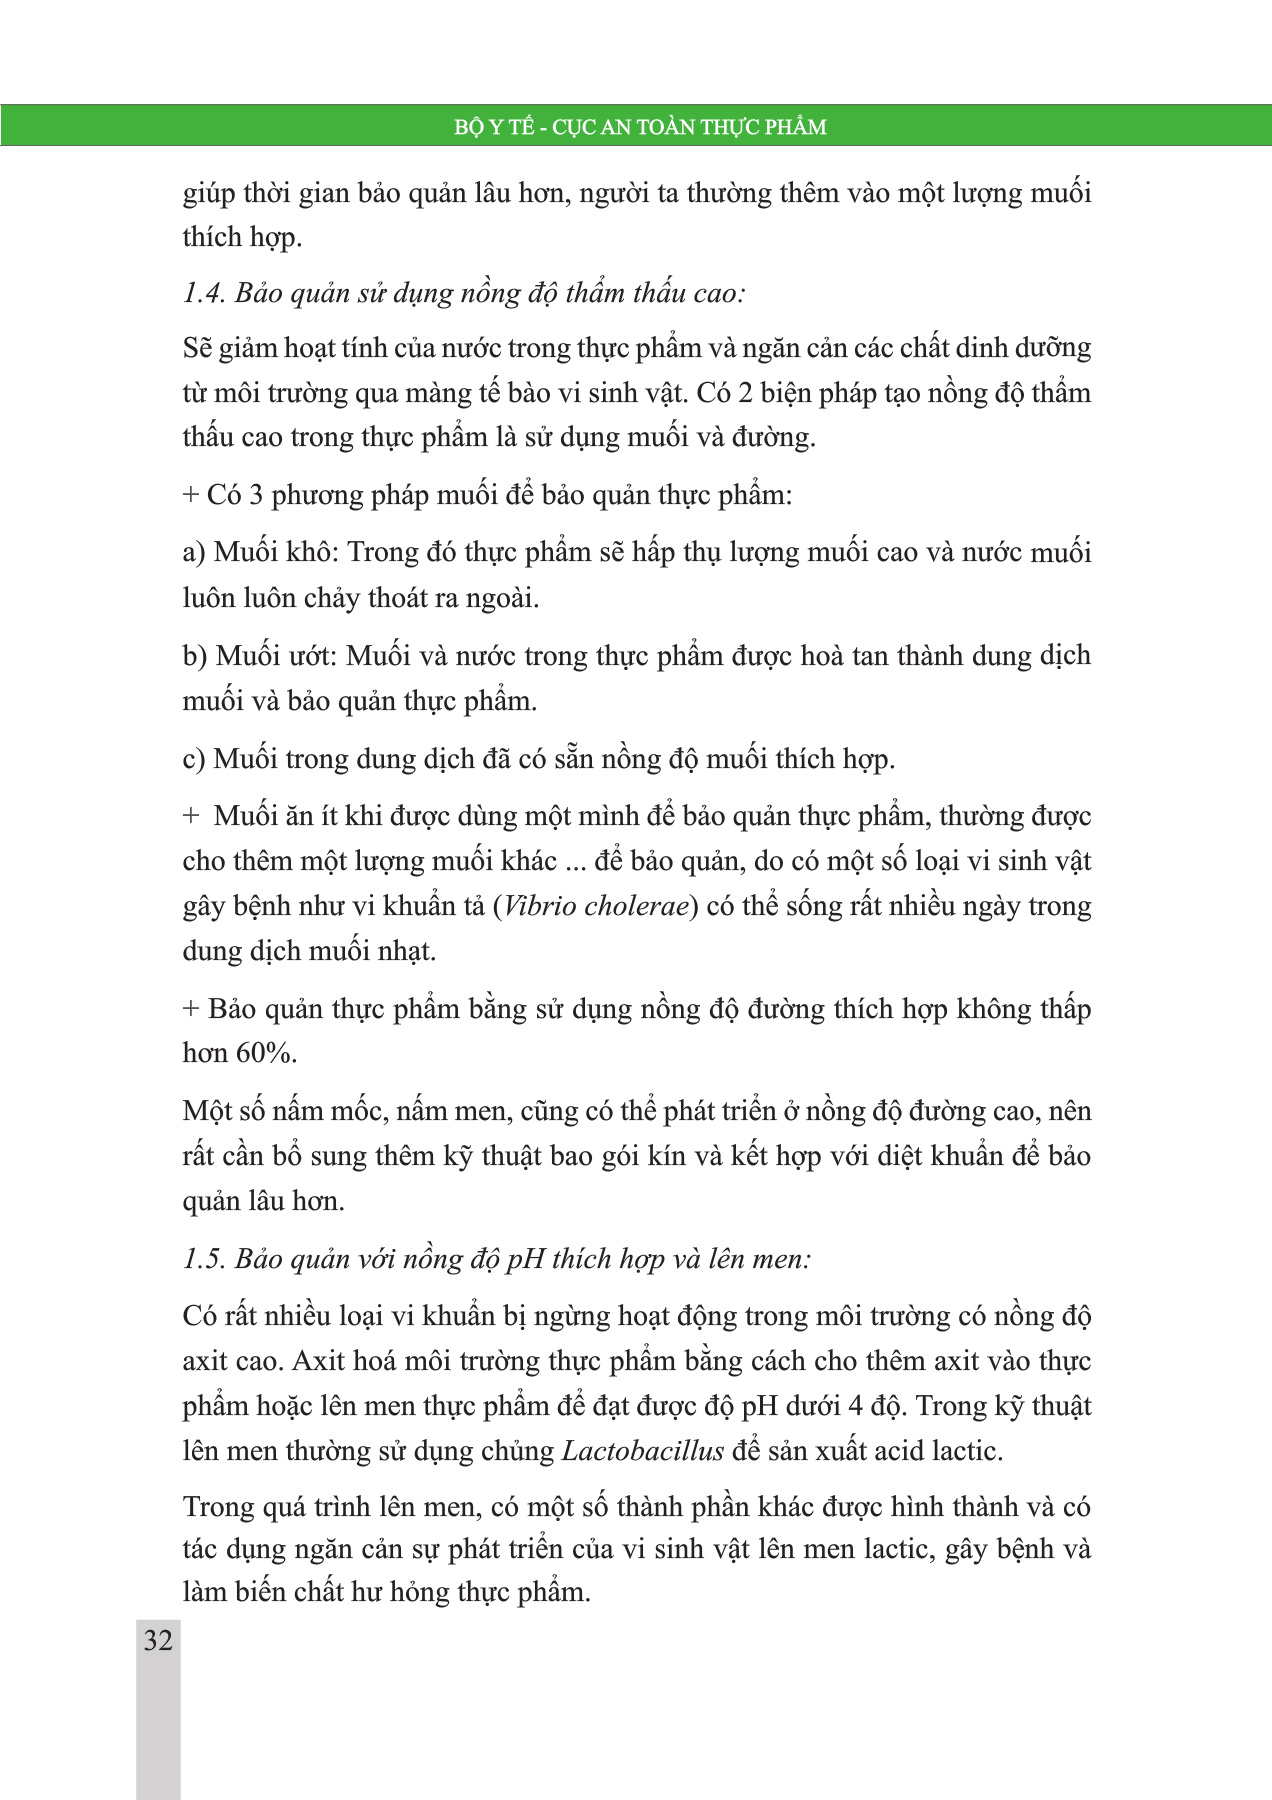 BỘ Y TẾ - CỤC AN TOÀN THỰC PHẨM
giúp thời gian bảo quản lâu hơn, người ta thường thêm vào một lượng muối
thích hợp.
1.4. Bảo quản sử dụng nồng độ thẩm thấu cao:
Sẽ giảm hoạt tính của nước trong thực phẩm và ngăn cản các chất dinh dưỡng
từ môi trường qua màng tế bào vi sinh vật. Có 2 biện pháp tạo nồng độ thẩm
thấu cao trong thực phẩm là sử dụng muối và đường.
+ Có 3 phương pháp muối để bảo quản thực phẩm:
a) Muối khô: Trong đó thực phẩm sẽ hấp thụ lượng muối cao và nước muối
luôn luôn chảy thoát ra ngoài.
b) Muối ướt: Muối và nước trong thực phẩm được hoà tan thành dung dịch
muối và bảo quản thực phẩm.
c) Muối trong dung dịch đã có sẵn nồng độ muối thích hợp.
+ Muối ăn ít khi được dùng một mình để bảo quản thực phẩm, thường được
cho thêm một lượng muối khác ... để bảo quản, do có một số loại vi sinh vật
gây bệnh như vi khuẩn tả (Vibrio cholerae) có thể sống rất nhiều ngày trong
dung dịch muối nhạt.
+ Bảo quản thực phẩm bằng sử dụng nồng độ đường thích hợp không thấp
hơn 60%.
Một số nấm mốc, nấm men, cũng có thể phát triển ở nồng độ đường cao, nên
rất cần bổ sung thêm kỹ thuật bao gói kín và kết hợp với diệt khuẩn để bảo
quản lâu hơn.
1.5. Bảo quản với nồng độ pH thích hợp và lên men:
Có rất nhiều loại vi khuẩn bị ngừng hoạt động trong môi trường có nồng độ
axit cao. Axit hoá môi trường thực phẩm bằng cách cho thêm axit vào thực
phẩm hoặc lên men thực phẩm để đạt được độ pH dưới 4 độ. Trong kỹ thuật
lên men thường sử dụng chủng Lactobacillus để sản xuất acid lactic.
Trong quá trình lên men, có một số thành phần khác được hình thành và có
tác dụng ngăn cản sự phát triển của vi sinh vật lên men lactic, gây bệnh và
làm biến chất hư hỏng thực phẩm.
32